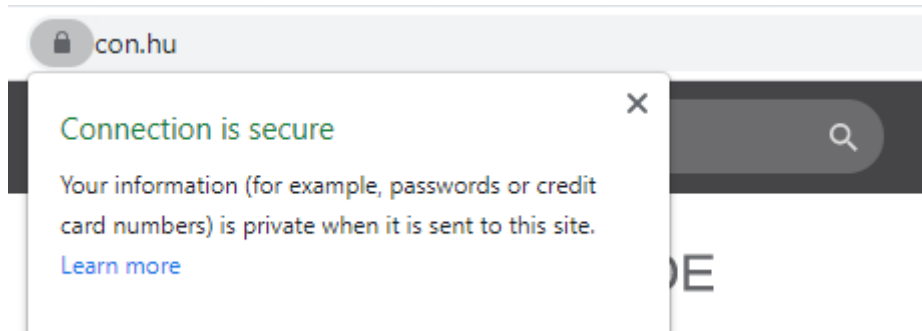 con.hu
Connection is secure
Your information (for example, passwords or credit
card numbers) is private when it is sent to this site.
Learn more